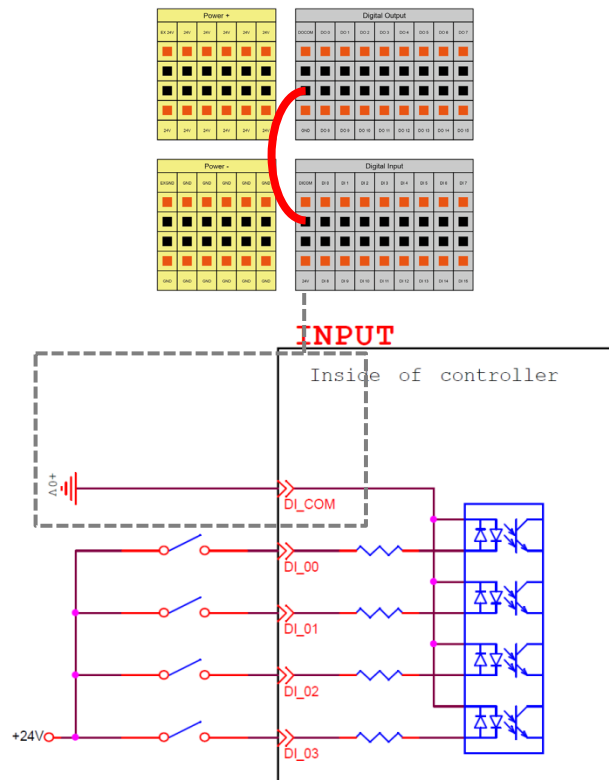 Power +
Digital Output
EX 24V 24V 24V 24V 24V 24V
DOCOM DO 0 DO 1 DO 2 DO 3 DO 4 DO 5 DO 6 DO 7
24V 24V 24V 24V 24V 24V
GND DO 8 DO 9 DO 10 DO 11 DO 12 DO 13 DO 14 DO 15
Power -
Digital Input
EXGND GND GND GND GND GND
DICOM DI 0 DI 1 DI 2 DI 3 DI 4 DI 5 DI 6 DI 7
GND GND GND GND GND GND
24V DI 8 DI 9 DI 10 DI 11 DI 12 DI 13 DI 14 DI 15
INPUT
Inside of controller
+0V
DI_COM
DI_00
DI_01
DI_02
+24V
DI_03